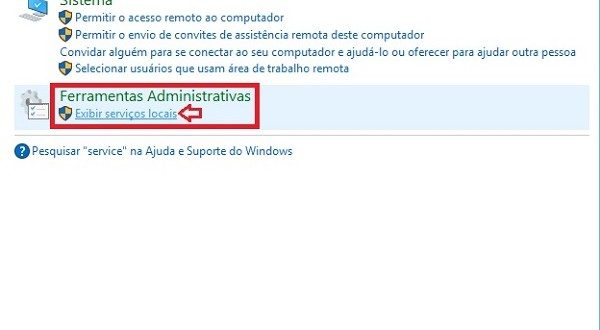 Sistema
Permitir o acesso remoto ao computador
Permitir o envio de convites de assistência remota deste computador
Convidar alguém para se conectar ao seu computador e ajudá-lo ou oferecer para ajudar outra pessoa
Selecionar usuários que usam área de trabalho remota
Ferramentas Administrativas
Exibir serviços locais
Pesquisar "service" na Ajuda e Suporte do Windows